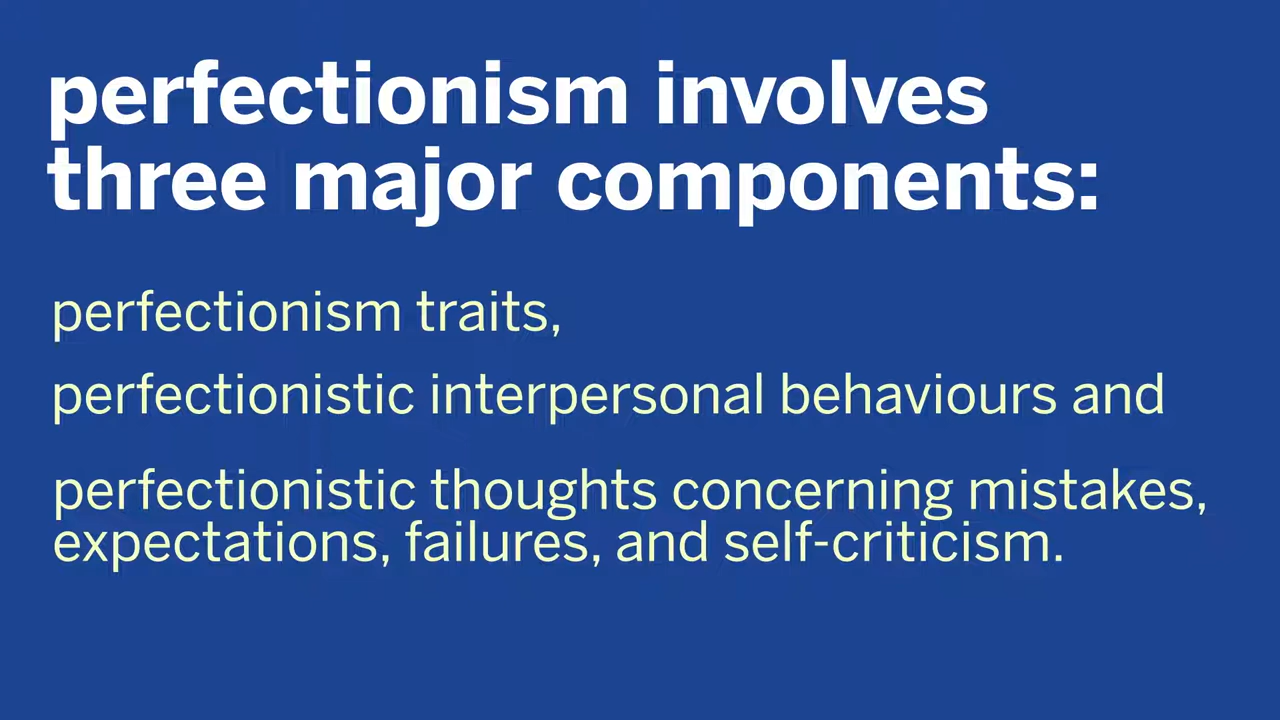 perfectionism involves
three major components:
perfectionism traits,
perfectionistic interpersonal behaviours and
perfectionistic thoughts concerning mistakes,
expectations, failures, and self-criticism.